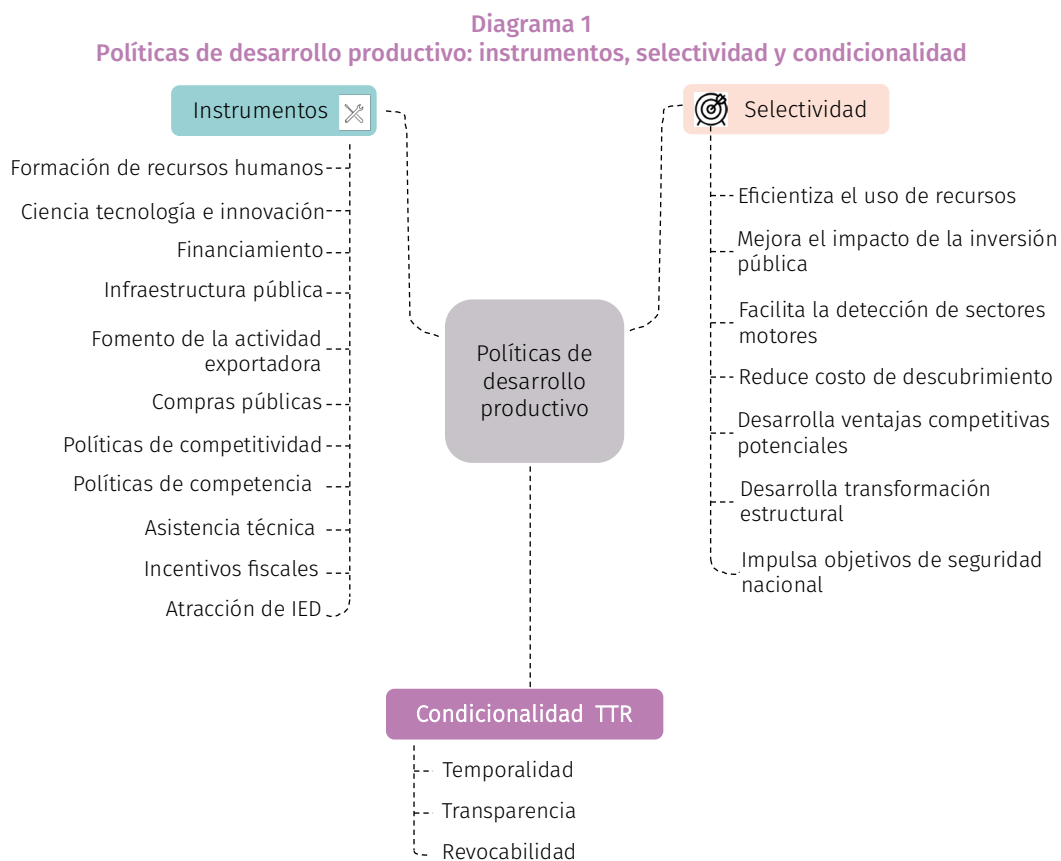 Diagrama 1
Políticas de desarrollo productivo: instrumentos, selectividad y condicionalidad
Instrumentos
Formación de recursos humanos
Ciencia tecnología e innovación
Financiamiento
Infraestructura pública
Fomento de la actividad
exportadora
Compras públicas
Políticas de competitividad
Políticas de competencia
Asistencia técnica
Incentivos fiscales
Atracción de IED
Selectividad
Eficientiza el uso de recursos
Mejora el impacto de la inversión
pública
Facilita la detección de sectores
motores
Reduce costo de descubrimiento
Desarrolla ventajas competitivas
potenciales
Desarrolla transformación
estructural
Impulsa objetivos de seguridad
nacional
Políticas de
desarrollo
productivo
Condicionalidad TTR
Temporalidad
Transparencia
Revocabilidad